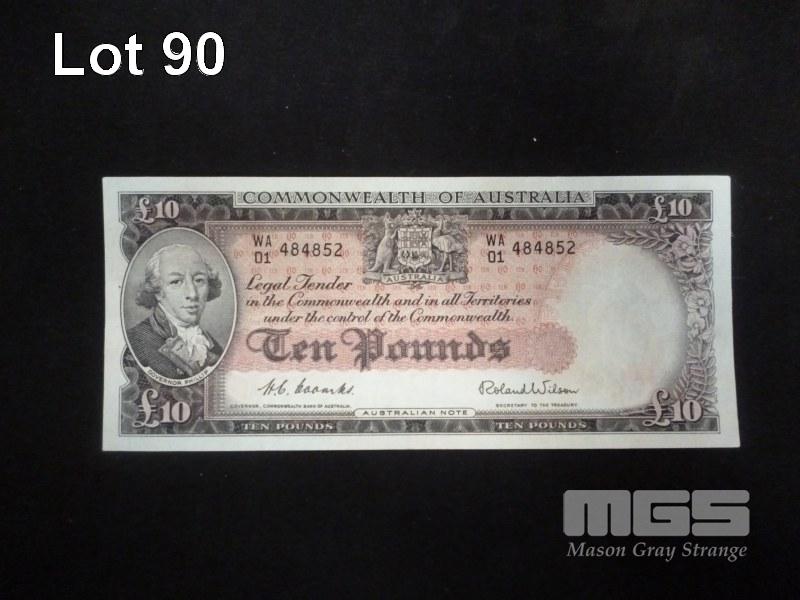 Lot 90
COMMONWEALTH OF AUSTRALIA
£10
£10
WA
01 484852
WA
01 484852
AUSTRALIA
Legal Tender
in the Commonwealth and in all Territories
under the control of the Commonwealth.
Ten Pounds
GOVERNOR PHILLIP
H.C. Coombs.
Roland Wilson
GOVERNOR, COMMONWEALTH BANK OF AUSTRALIA.
SECRETARY TO THE TREASURY.
£10
AUSTRALIAN NOTE
£10
TEN POUNDS
TEN POUNDS
MGS
Mason Gray Strange